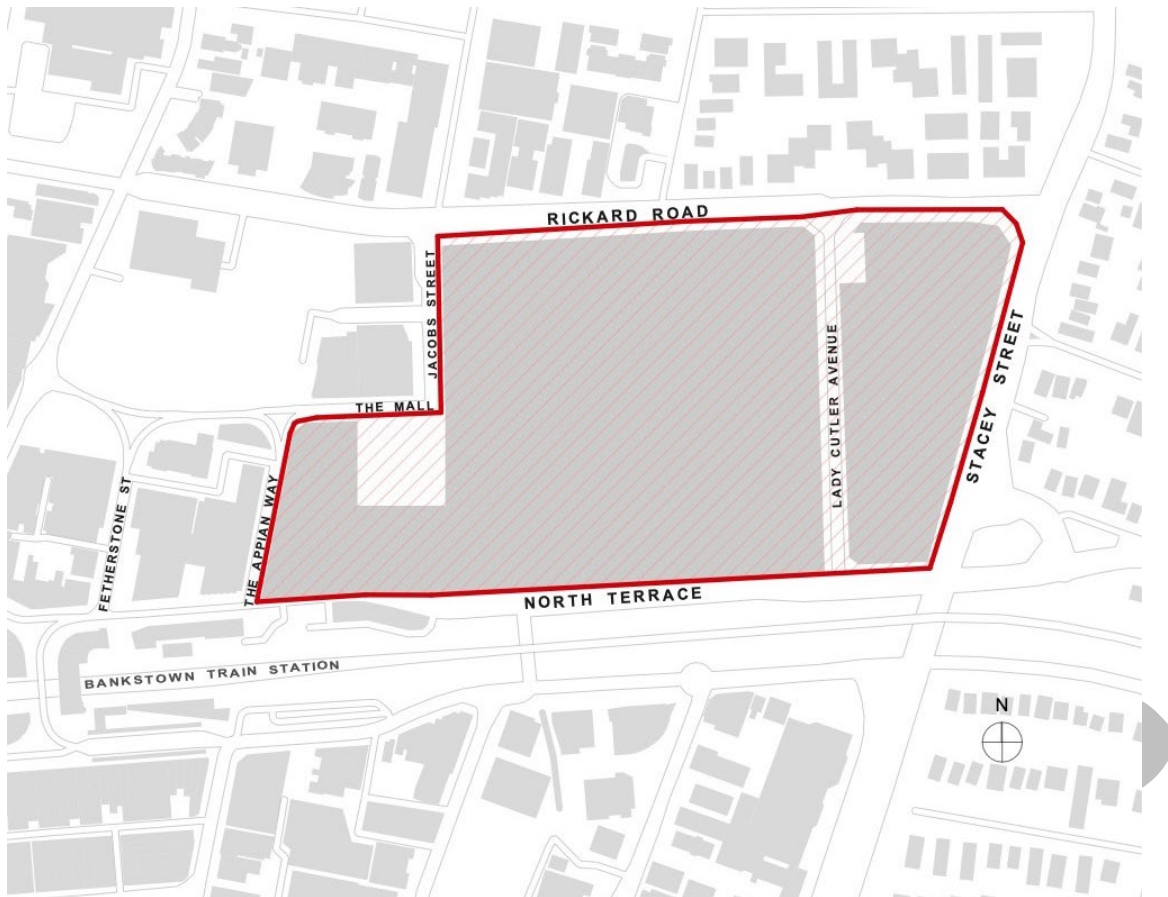 RICKARD ROAD
JACOBS STREET
THE MALL
LADY CUTLER AVENUE
STACEY STREET
THE APPIAN WAY
FETHERSTONE ST
NORTH TERRACE
BANKSTOWN TRAIN STATION
N